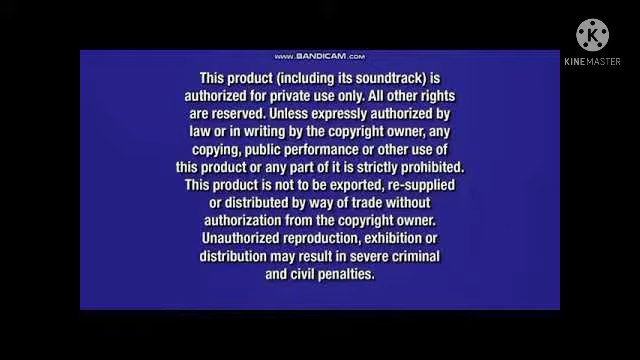 www.BANDICAM.com
K
KINEMASTER
This product (including its soundtrack) is
authorized for private use only. All other rights
are reserved. Unless expressly authorized by
law or in writing by the copyright owner, any
copying, public performance or other use of
this product or any part of it is strictly prohibited.
This product is not to be exported, re-supplied
or distributed by way of trade without
authorization from the copyright owner.
Unauthorized reproduction, exhibition or
distribution may result in severe criminal
and civil penalties.